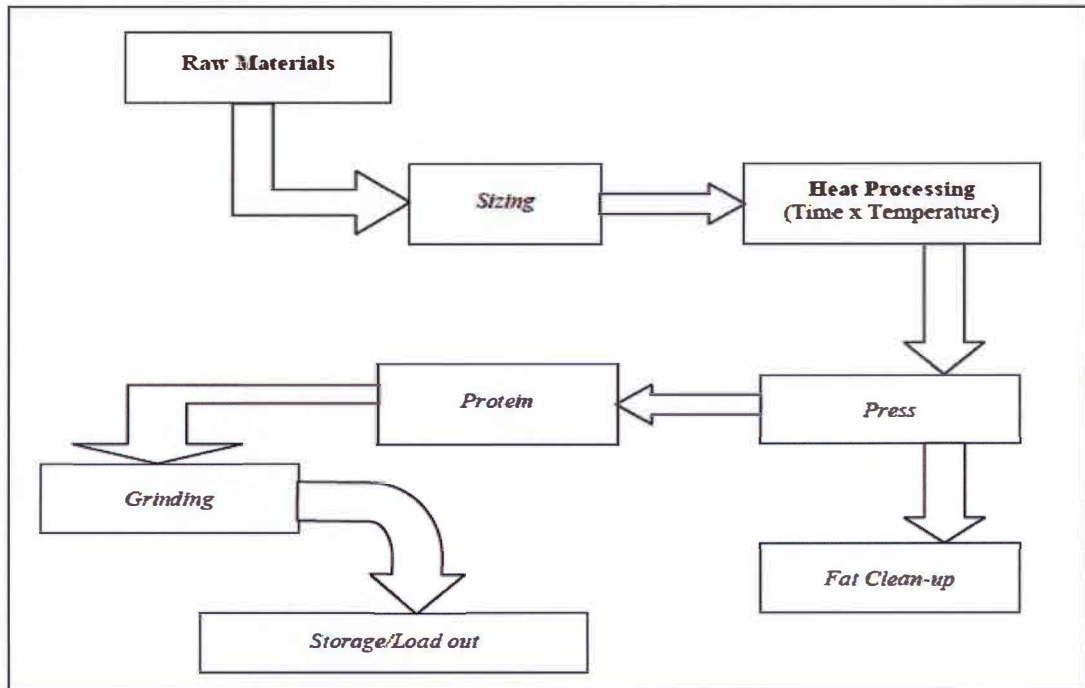 Raw Materials
Sizing
Heat Processing
(Time x Temperature)
Protein
Press
Grinding
Fat Clean-up
Storage/Load out